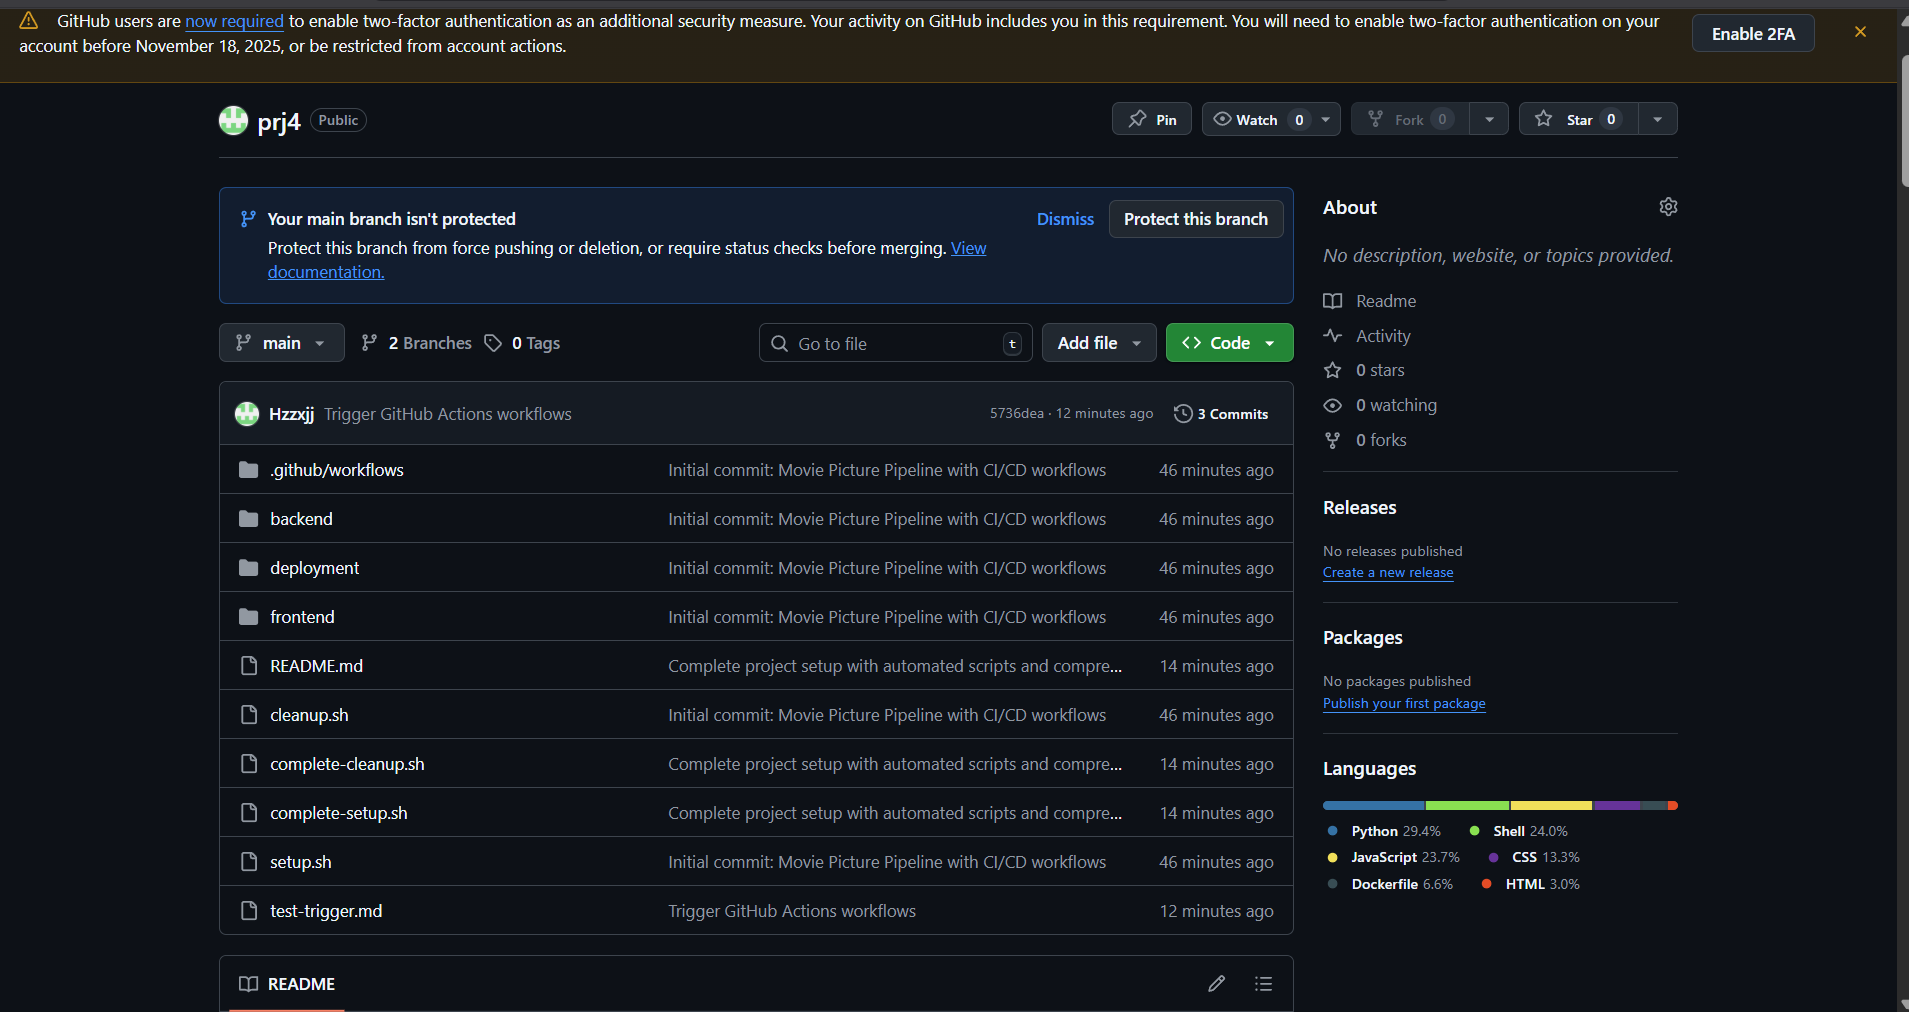 GitHub users are now required to enable two-factor authentication as an additional security measure. Your activity on GitHub includes you in this requirement. You will need to enable two-factor authentication on your
account before November 18, 2025, or be restricted from account actions.
Enable 2FA
prj4 Public
Pin
Watch 0
Fork 0
Star 0
Your main branch isn't protected
Protect this branch from force pushing or deletion, or require status checks before merging. View
documentation.
Dismiss
Protect this branch
main
2 Branches
0 Tags
Go to file
t
Add file
Code
Hzzxjj Trigger GitHub Actions workflows 5736dea · 12 minutes ago 3 Commits
.github/workflows Initial commit: Movie Picture Pipeline with CI/CD workflows 46 minutes ago
backend Initial commit: Movie Picture Pipeline with CI/CD workflows 46 minutes ago
deployment Initial commit: Movie Picture Pipeline with CI/CD workflows 46 minutes ago
frontend Initial commit: Movie Picture Pipeline with CI/CD workflows 46 minutes ago
README.md Complete project setup with automated scripts and compre... 14 minutes ago
cleanup.sh Initial commit: Movie Picture Pipeline with CI/CD workflows 46 minutes ago
complete-cleanup.sh Complete project setup with automated scripts and compre... 14 minutes ago
complete-setup.sh Complete project setup with automated scripts and compre... 14 minutes ago
setup.sh Initial commit: Movie Picture Pipeline with CI/CD workflows 46 minutes ago
test-trigger.md Trigger GitHub Actions workflows 12 minutes ago
README
About
No description, website, or topics provided.
Readme
Activity
0 stars
0 watching
0 forks
Releases
No releases published
Create a new release
Packages
No packages published
Publish your first package
Languages
Python 29.4% Shell 24.0%
JavaScript 23.7% CSS 13.3%
Dockerfile 6.6% HTML 3.0%